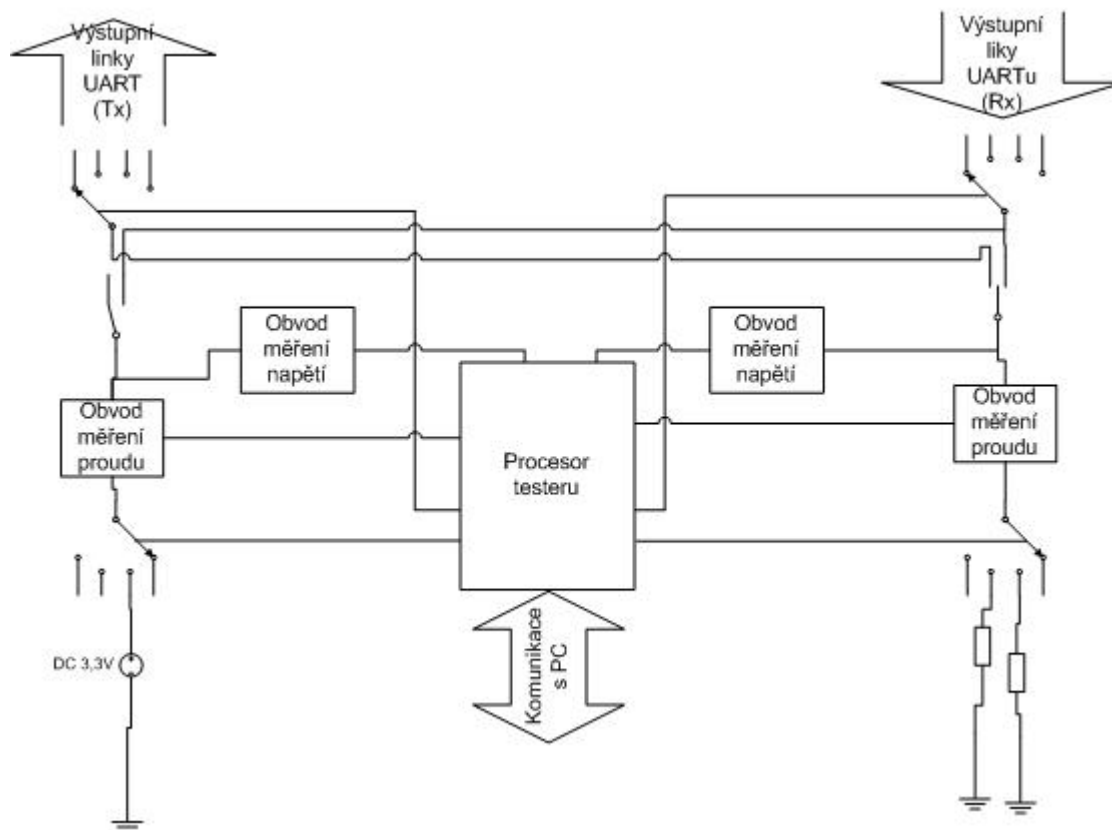 Výstupní
linky
UART
(Tx)
Výstupní
liky
UARTu
(Rx)
Obvod
měření
napětí
Obvod
měření
napětí
Obvod
měření
proudu
Obvod
měření
proudu
Procesor
testeru
DC 3,3V
Komunikace
s PC